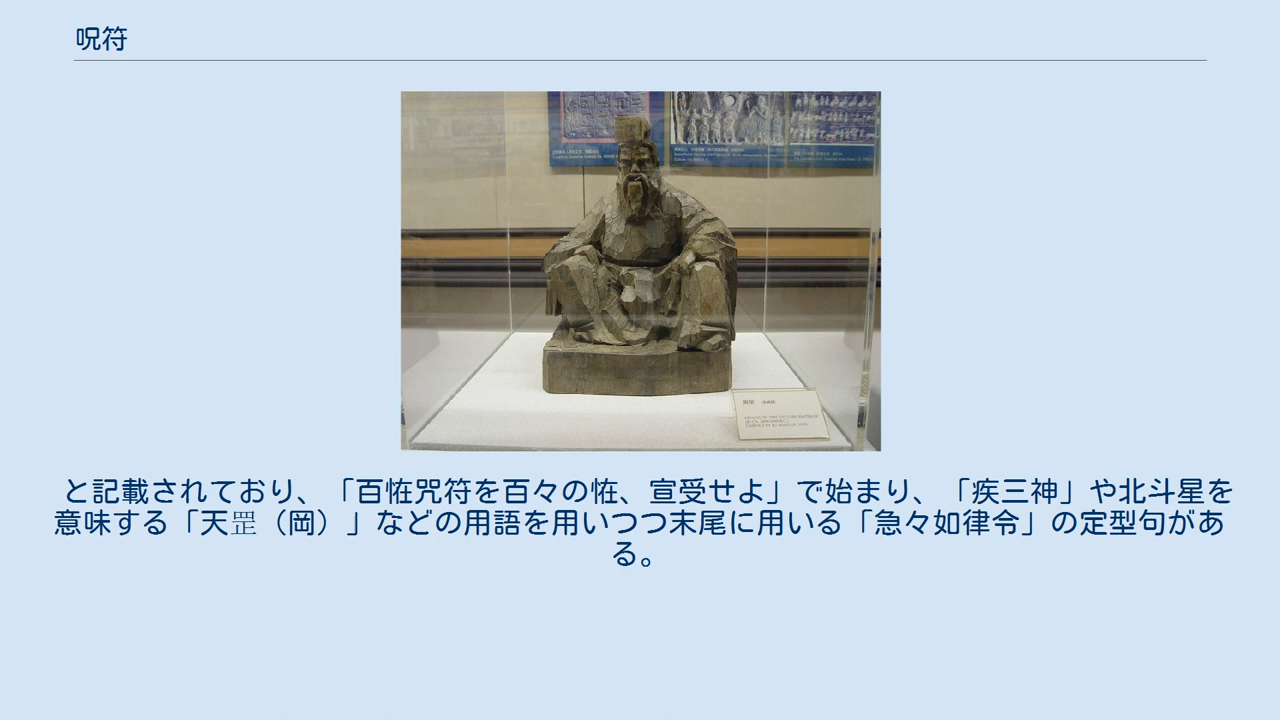 呪符
と記載されており、「百恠咒符を百々の恠、宣受せよ」で始まり、「疾三神」や北斗星を
意味する「天罡（岡）」などの用語を用いつつ末尾に用いる「急々如律令」の定型句があ
る。